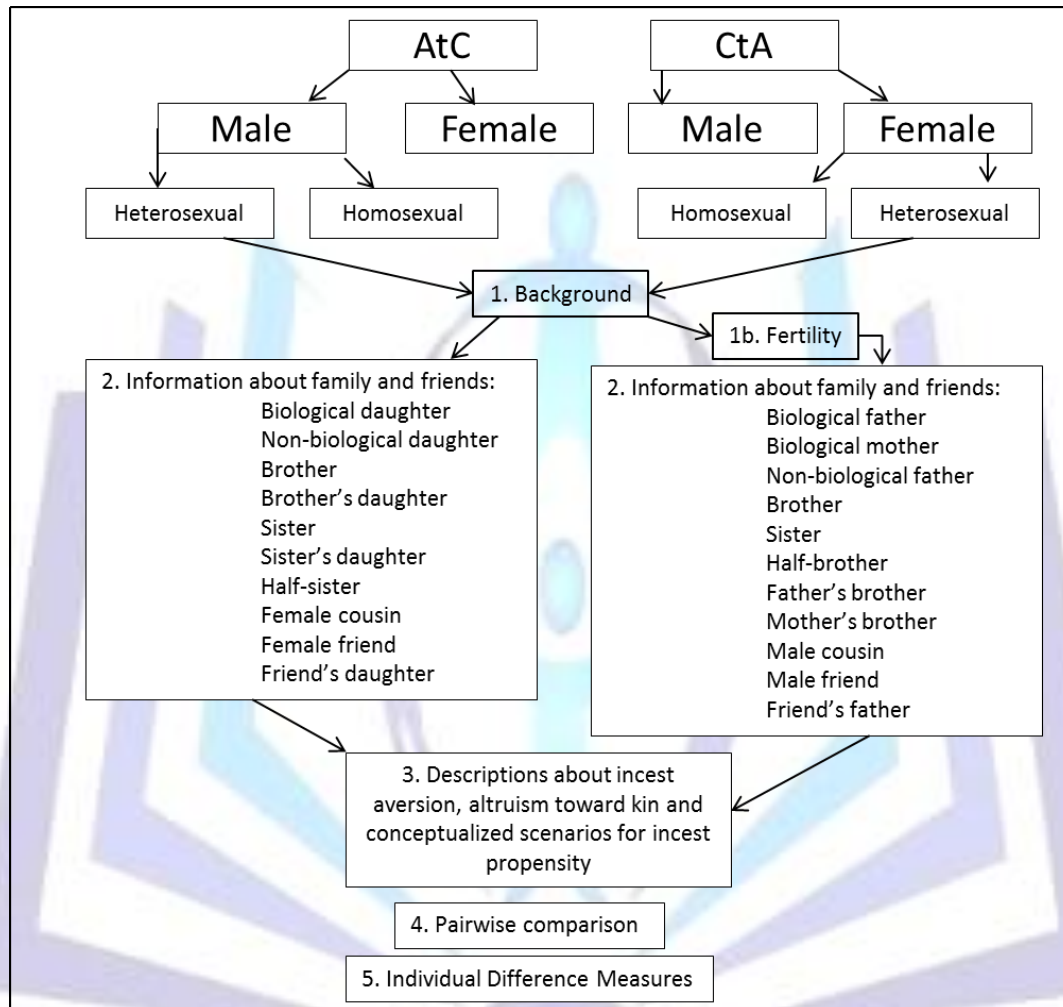 AtC
CtA
Male
Female
Male
Female
Heterosexual
Homosexual
Homosexual
Heterosexual
1. Background
1b. Fertility
2. Information about family and friends:
Biological daughter
Non-biological daughter
Brother
Brother's daughter
Sister
Sister's daughter
Half-sister
Female cousin
Female friend
Friend's daughter
2. Information about family and friends:
Biological father
Biological mother
Non-biological father
Brother
Sister
Half-brother
Father's brother
Mother's brother
Male cousin
Male friend
Friend's father
3. Descriptions about incest
aversion, altruism toward kin and
conceptualized scenarios for incest
propensity
4. Pairwise comparison
5. Individual Difference Measures